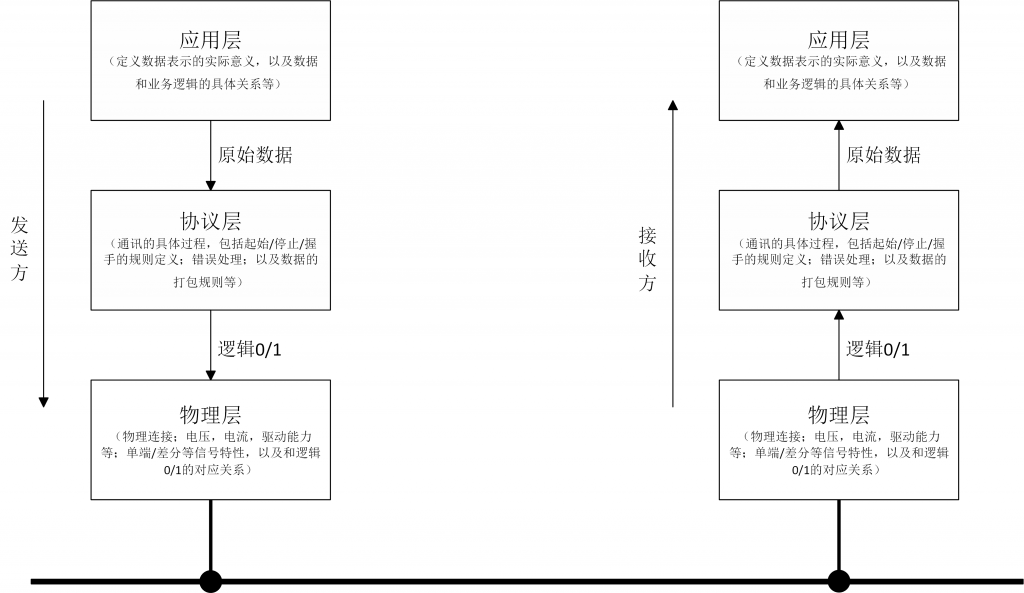 应用层
（定义数据表示的实际意义，以及数据
和业务逻辑的具体关系等）
原始数据
协议层
（通讯的具体过程，包括起始/停止/握
手的规则定义；错误处理；以及数据的
打包规则等）
逻辑0/1
物理层
（物理连接；电压，电流，驱动能力
等；单端/差分等信号特性，以及和逻辑
0/1的对应关系）
发送方
应用层
（定义数据表示的实际意义，以及数据
和业务逻辑的具体关系等）
原始数据
协议层
（通讯的具体过程，包括起始/停止/握
手的规则定义；错误处理；以及数据的
打包规则等）
逻辑0/1
物理层
（物理连接；电压，电流，驱动能力
等；单端/差分等信号特性，以及和逻辑
0/1的对应关系）
接收方